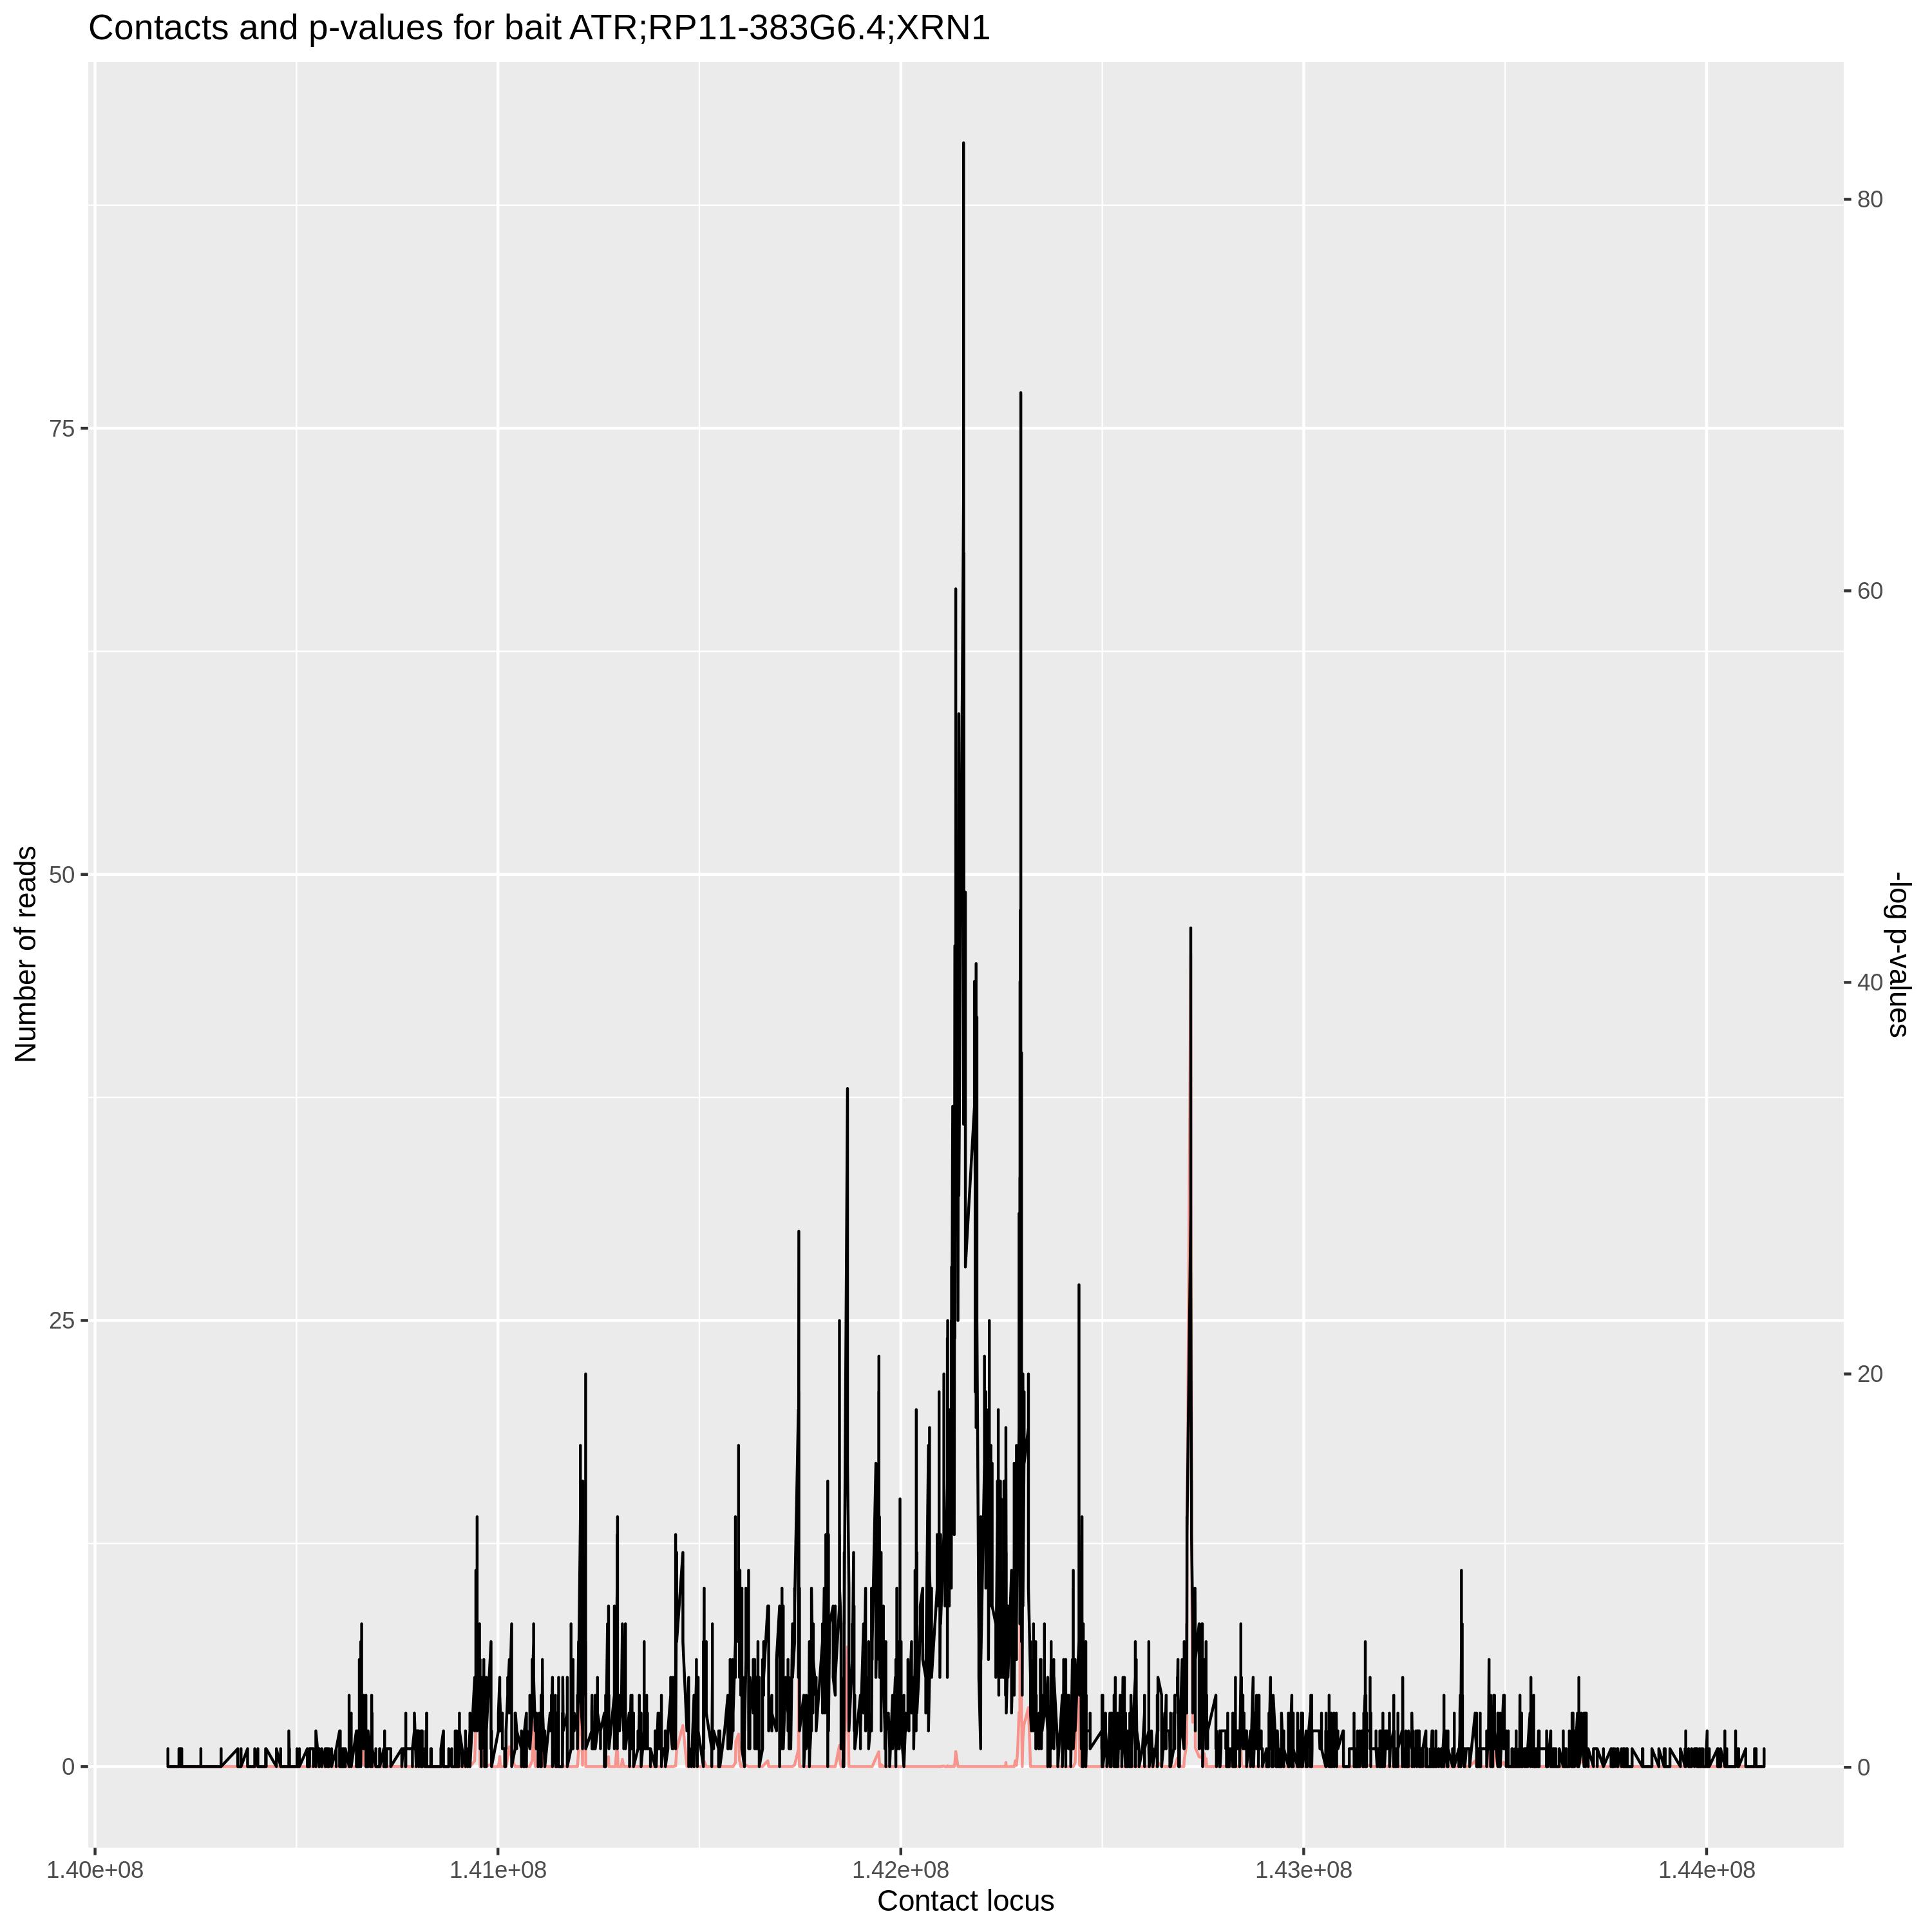 Contacts and p-values for bait ATR;RP11-383G6.4;XRN1
Number of reads
75
50
25
0
80
60
40
20
0
-log p-values
1.40e+08 1.41e+08 1.42e+08 1.43e+08 1.44e+08
Contact locus